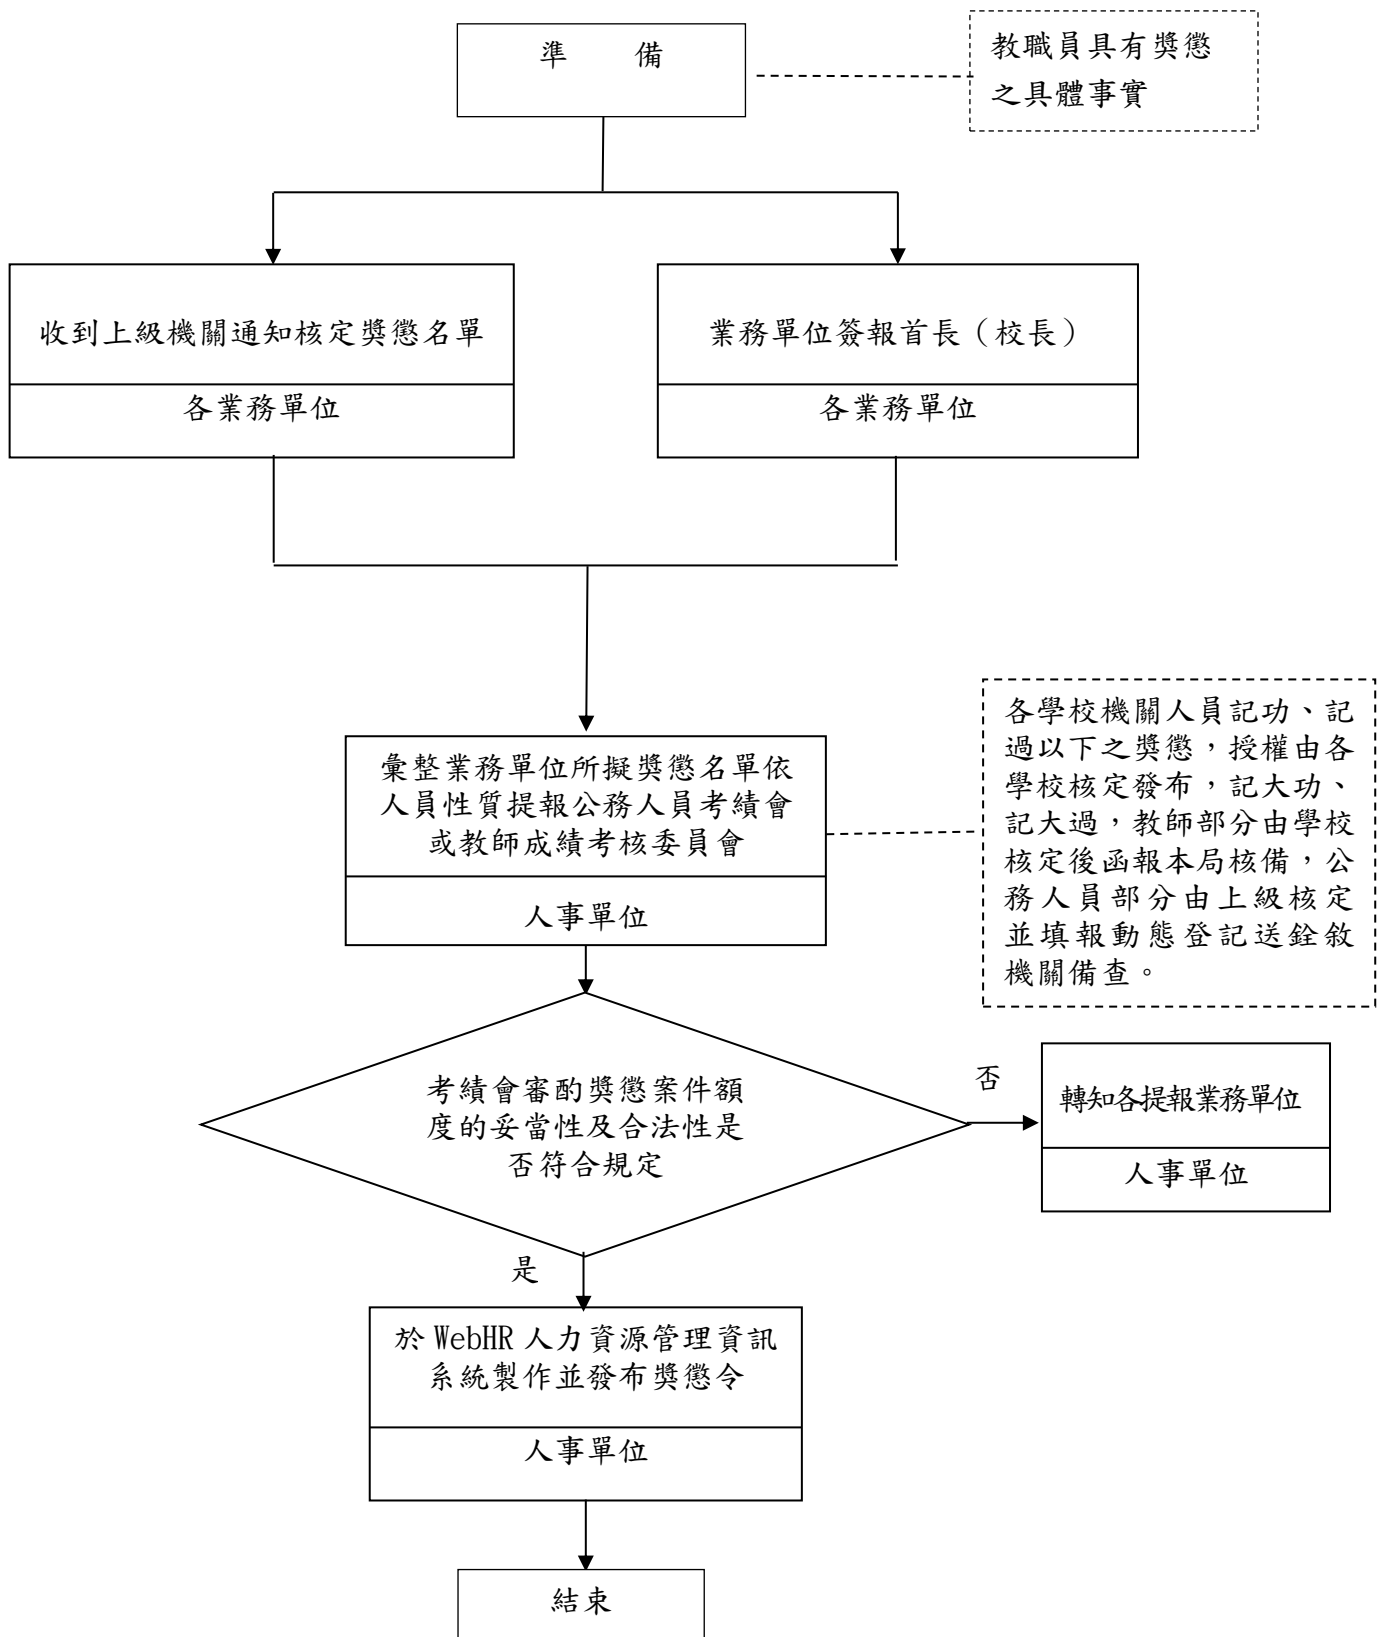 準　　備
教職員具有獎懲
之具體事實
收到上級機關通知核定獎懲名單
各業務單位
業務單位簽報首長（校長）
各業務單位
彙整業務單位所擬獎懲名單依
人員性質提報公務人員考績會
或教師成績考核委員會
人事單位
各學校機關人員記功、記
過以下之獎懲，授權由各
學校核定發布，記大功、
記大過，教師部分由學校
核定後函報本局核備，公
務人員部分由上級核定
並填報動態登記送銓敘
機關備查。
考績會審酌獎懲案件額
度的妥當性及合法性是
否符合規定
否
轉知各提報業務單位
人事單位
是
於 WebHR 人力資源管理資訊
系統製作並發布獎懲令
人事單位
結束